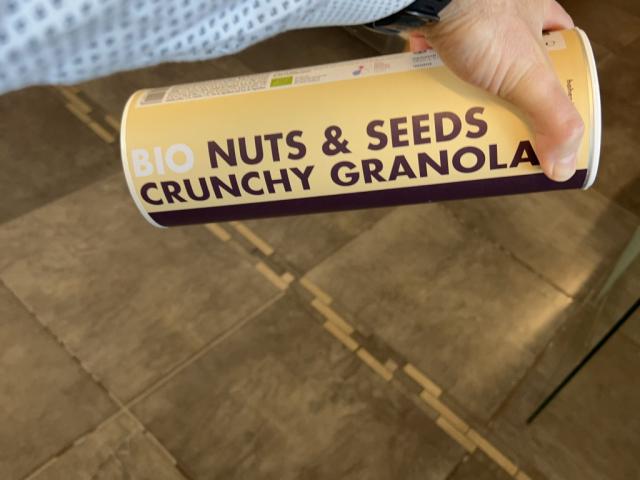 BIO NUTS & SEEDS
CRUNCHY GRANOLA